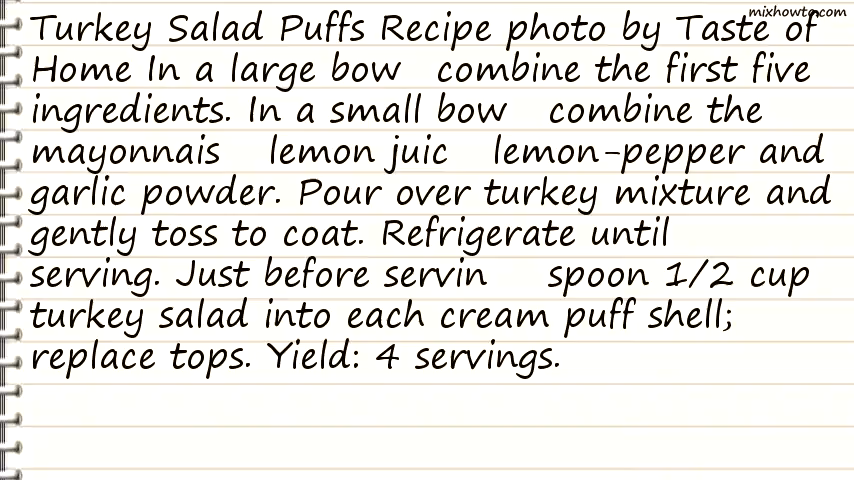 mixhowto.com
Turkey Salad Puffs Recipe photo by Taste of
Home In a large bow combine the first five
ingredients. In a small bow combine the
mayonnais lemon juic lemon-pepper and
garlic powder. Pour over turkey mixture and
gently toss to coat. Refrigerate until
serving. Just before servin spoon 1/2 cup
turkey salad into each cream puff shell;
replace tops. Yield: 4 servings.